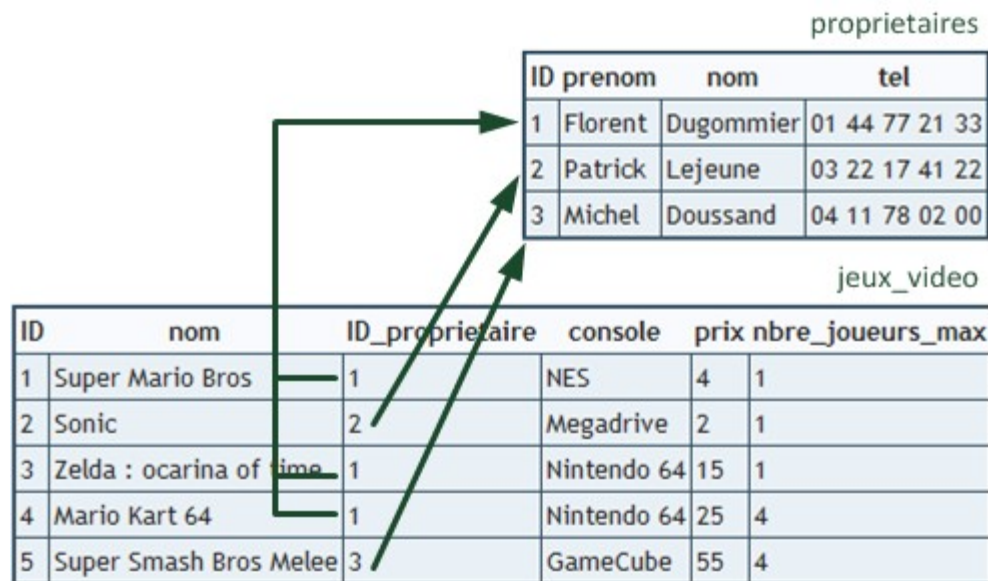 proprietaires
ID prenom nom tel
1 Florent Dugommier 01 44 77 21 33
2 Patrick Lejeune 03 22 17 41 22
3 Michel Doussand 04 11 78 02 00
jeux_video
ID nom ID_proprietaire console prix nbre_joueurs_max
1 Super Mario Bros 1 NES 4 1
2 Sonic 2 Megadrive 2 1
3 Zelda : ocarina of time 1 Nintendo 64 15 1
4 Mario Kart 64 1 Nintendo 64 25 4
5 Super Smash Bros Melee 3 GameCube 55 4